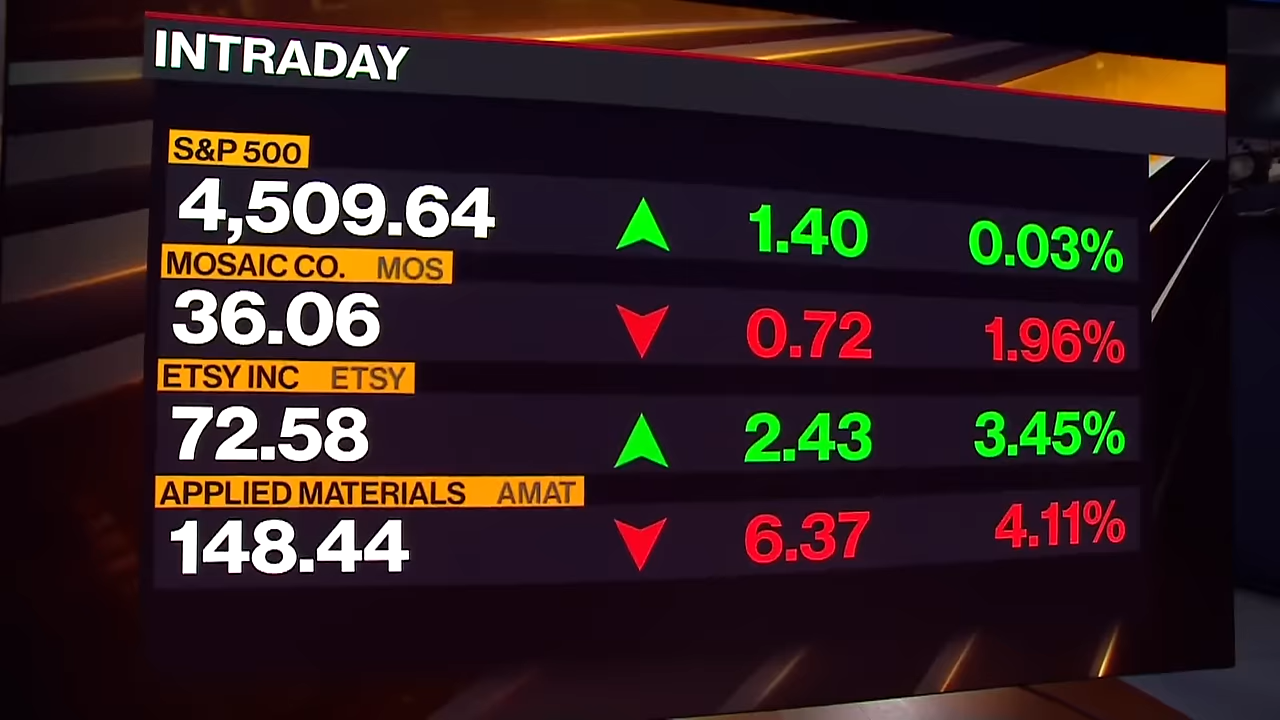 INTRADAY
S&P 500
4,509.64 ▲ 1.40 0.03%
MOSAIC CO. MOS
36.06 ▼ 0.72 1.96%
ETSY INC ETSY
72.58 ▲ 2.43 3.45%
APPLIED MATERIALS AMAT
148.44 ▼ 6.37 4.11%